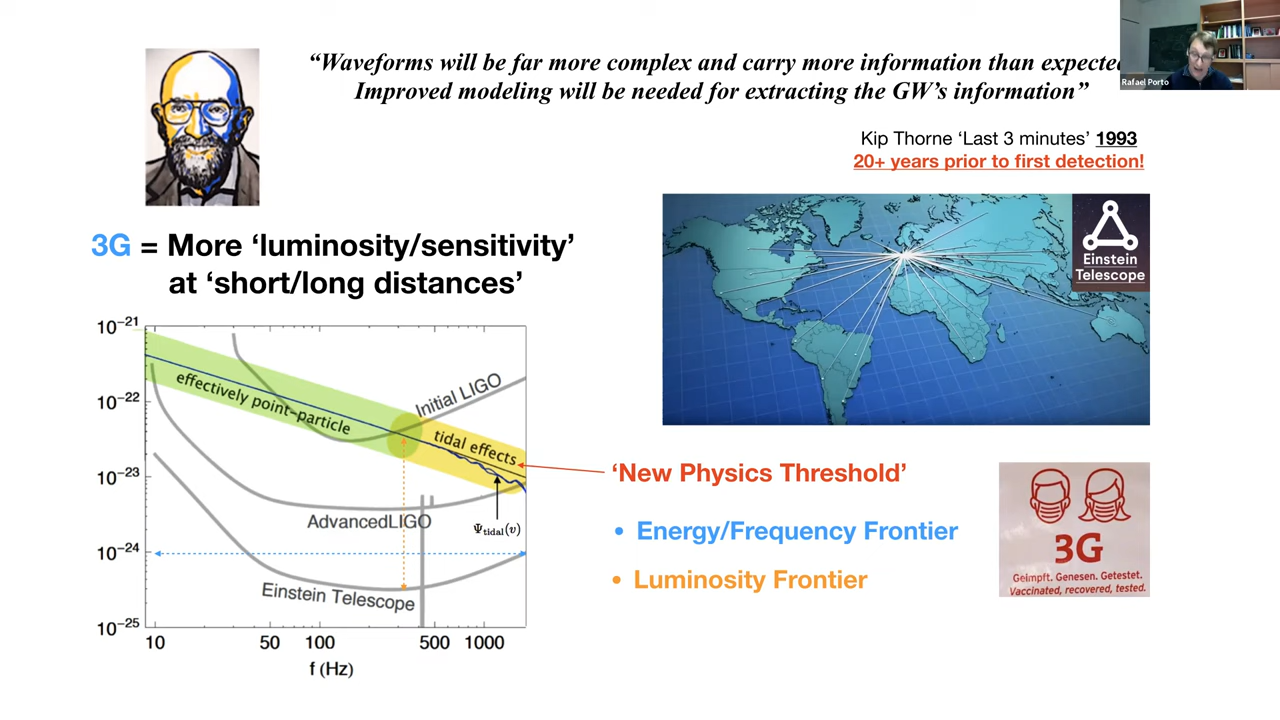 “Waveforms will be far more complex and carry more information than expecte
Improved modeling will be needed for extracting the GW’s information”
Rafael Porto
Kip Thorne ‘Last 3 minutes’ 1993
20+ years prior to first detection!
3G = More ‘luminosity/sensitivity’
at ‘short/long distances’
Einstein
Telescope
10-21
10-22
10-23
10-24
10-25
effectively point-particle
Initial LIGO
tidal effects
AdvancedLIGO
Ψtidal(v)
Einstein Telescope
10 50 100 500 1000
f (Hz)
‘New Physics Threshold’
• Energy/Frequency Frontier
• Luminosity Frontier
3G
Geimpft. Genesen. Getestet.
Vaccinated, recovered, tested.